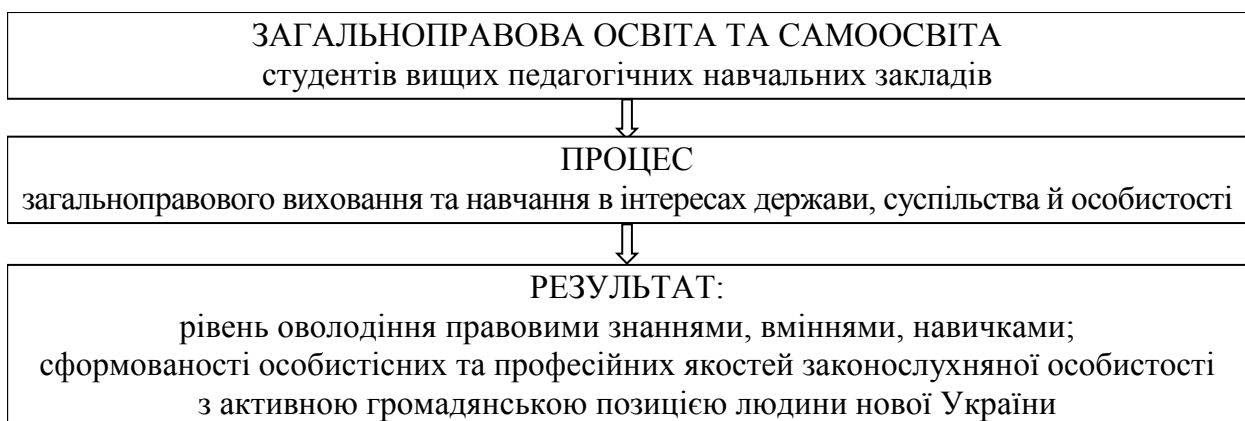 ЗАГАЛЬНОПРАВОВА ОСВІТА ТА САМООСВІТА
студентів вищих педагогічних навчальних закладів
ПРОЦЕС
загальноправового виховання та навчання в інтересах держави, суспільства й особистості
РЕЗУЛЬТАТ:
рівень оволодіння правовими знаннями, вміннями, навичками;
сформованості особистісних та професійних якостей законослухняної особистості
з активною громадянською позицією людини нової України